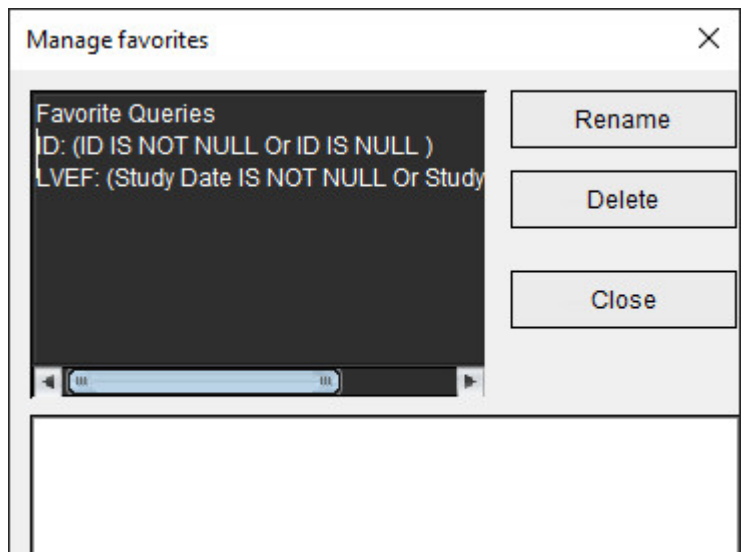 Manage favorites
Favorite Queries
ID: (ID IS NOT NULL Or ID IS NULL )
LVEF: (Study Date IS NOT NULL Or Study
Rename
Delete
Close